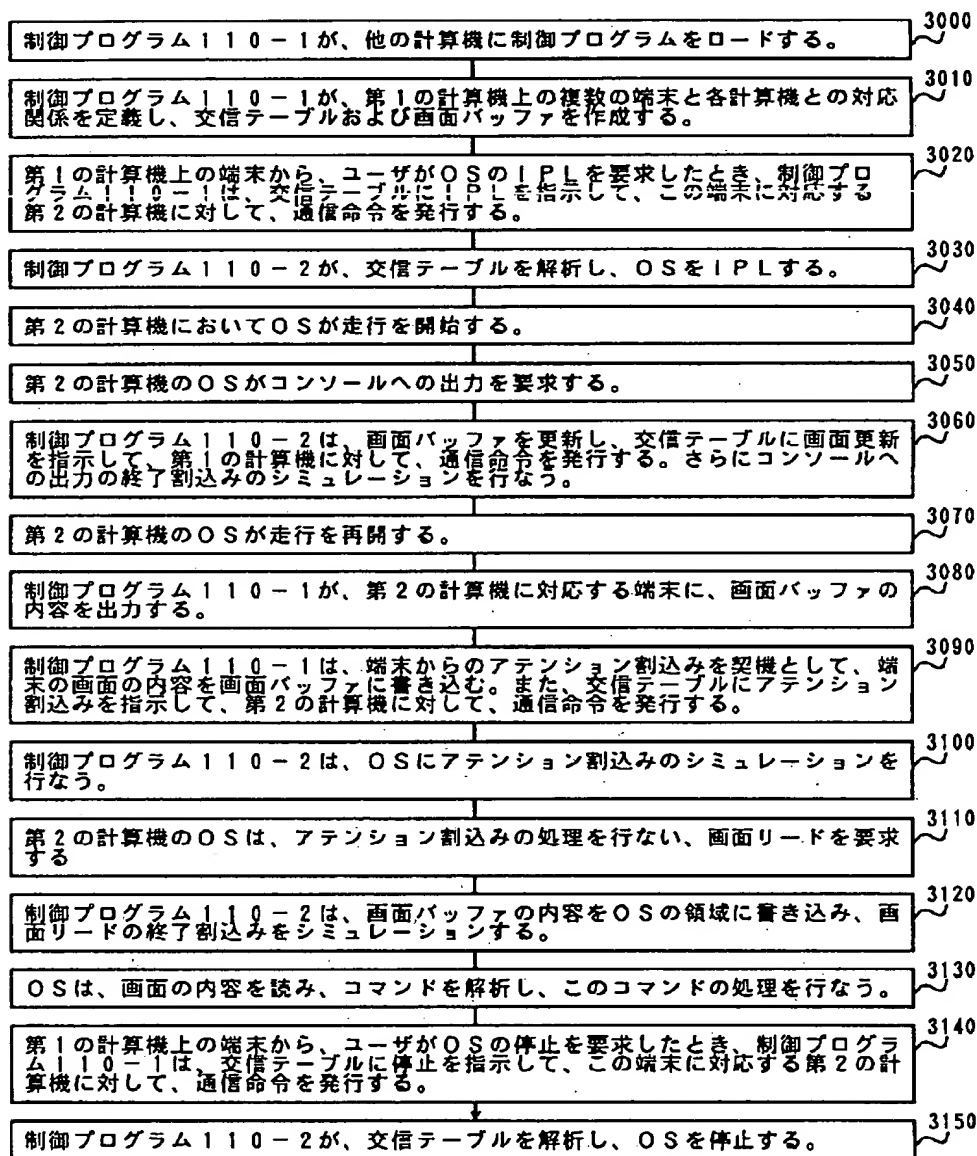 3000
制御プログラム110-1が、他の計算機に制御プログラムをロードする。
3010
制御プログラム110-1が、第1の計算機上の複数の端末と各計算機との対応
関係を定義し、交信テーブルおよび画面バッファを作成する。
3020
第1の計算機上の端末から、ユーザがOSのIPLを要求したとき、制御プロ
グラム110-1は、交信テーブルにIPLを指示して、この端末に対応する
第2の計算機に対して、通信命令を発行する。
3030
制御プログラム110-2が、交信テーブルを解析し、OSをIPLする。
3040
第2の計算機においてOSが走行を開始する。
3050
第2の計算機のOSがコンソールへの出力を要求する。
3060
制御プログラム110-2は、画面バッファを更新し、交信テーブルに画面更新
を指示して、第1の計算機に対して、通信命令を発行する。さらにコンソールへ
の出力の終了割込みのシミュレーションを行なう。
3070
第2の計算機のOSが走行を再開する。
3080
制御プログラム110-1が、第2の計算機に対応する端末に、画面バッファの
内容を出力する。
3090
制御プログラム110-1は、端末からのアテンション割込みを契機として、端
末の画面の内容を画面バッファに書き込む。また、交信テーブルにアテンション
割込みを指示して、第2の計算機に対して、通信命令を発行する。
3100
制御プログラム110-2は、OSにアテンション割込みのシミュレーションを
行なう。
3110
第2の計算機のOSは、アテンション割込みの処理を行ない、画面リードを要求
する
3120
制御プログラム110-2は、画面バッファの内容をOSの領域に書き込み、画
面リードの終了割込みをシミュレーションする。
3130
OSは、画面の内容を読み、コマンドを解析し、このコマンドの処理を行なう。
3140
第1の計算機上の端末から、ユーザがOSの停止を要求したとき、制御プログラ
ム110-1は、交信テーブルに停止を指示して、この端末に対応する第2の計
算機に対して、通信命令を発行する。
3150
制御プログラム110-2が、交信テーブルを解析し、OSを停止する。